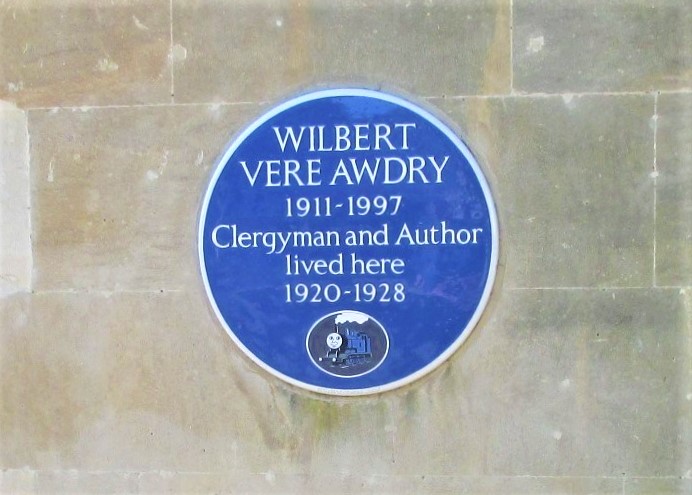 WILBERT
VERE AWDRY
1911-1997
Clergyman and Author
lived here
1920-1928